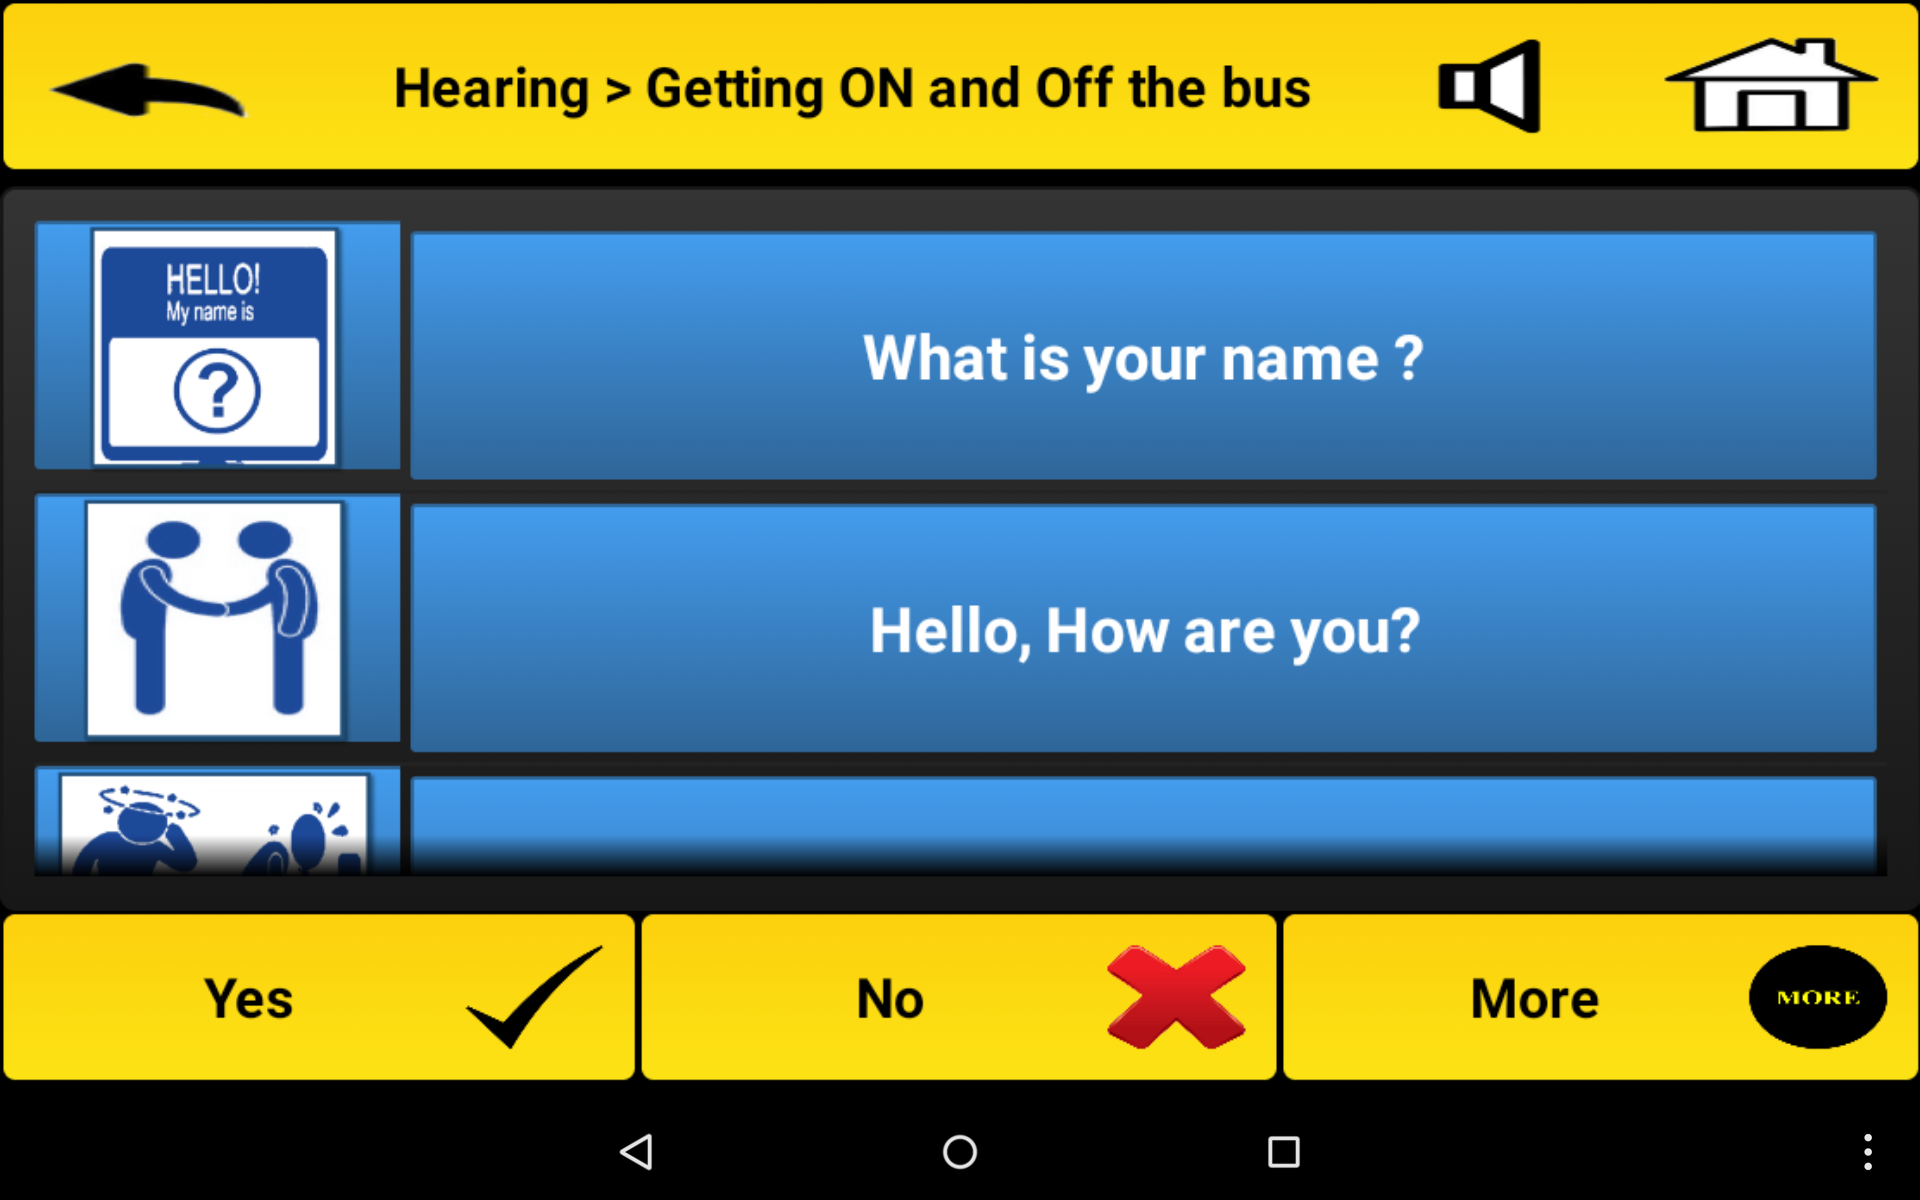 Hearing > Getting ON and Off the bus
HELLO!
My name is
?
What is your name ?
Hello, How are you?
Yes
No
More
MORE